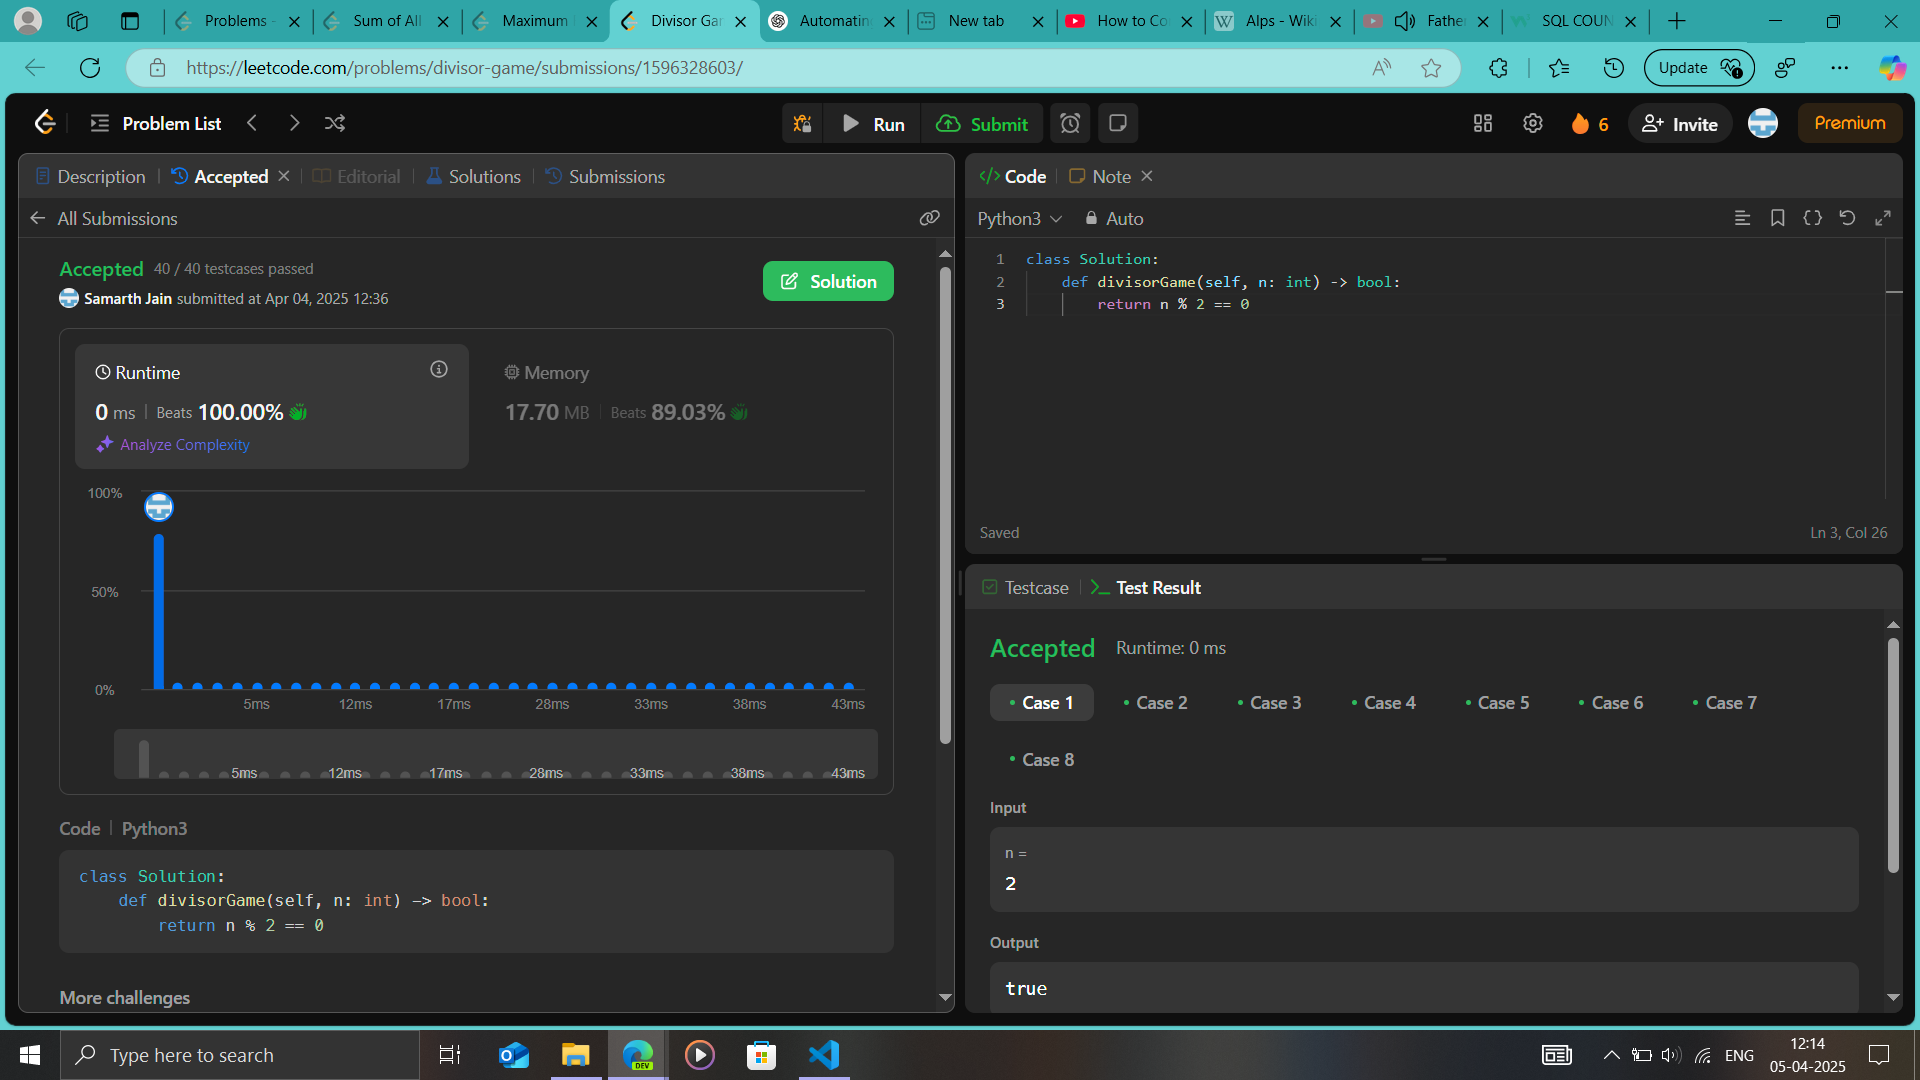 Problems -
Sum of All
Maximum
Divisor Gar
Automating
New tab
How to Co
Alps - Wiki
Fathe
SQL COUN
https://leetcode.com/problems/divisor-game/submissions/1596328603/
Update
Problem List
Run
Submit
6
Invite
Premium
Description
Accepted
Editorial
Solutions
Submissions
All Submissions
Accepted 40 / 40 testcases passed
Samarth Jain submitted at Apr 04, 2025 12:36
Solution
Runtime
0 ms | Beats 100.00%
Analyze Complexity
Memory
17.70 MB | Beats 89.03%
100%
50%
0%
5ms 12ms 17ms 28ms 33ms 38ms 43ms
5ms 12ms 17ms 28ms 33ms 38ms 43ms
Code | Python3
class Solution:
def divisorGame(self, n: int) -> bool:
return n % 2 == 0
More challenges
</> Code
Note
Python3
Auto
1 class Solution:
2 def divisorGame(self, n: int) -> bool:
3 return n % 2 == 0
Saved
Ln 3, Col 26
Testcase
Test Result
Accepted Runtime: 0 ms
Case 1
Case 2
Case 3
Case 4
Case 5
Case 6
Case 7
Case 8
Input
n =
2
Output
true
Type here to search
DEV
ENG
12:14
05-04-2025